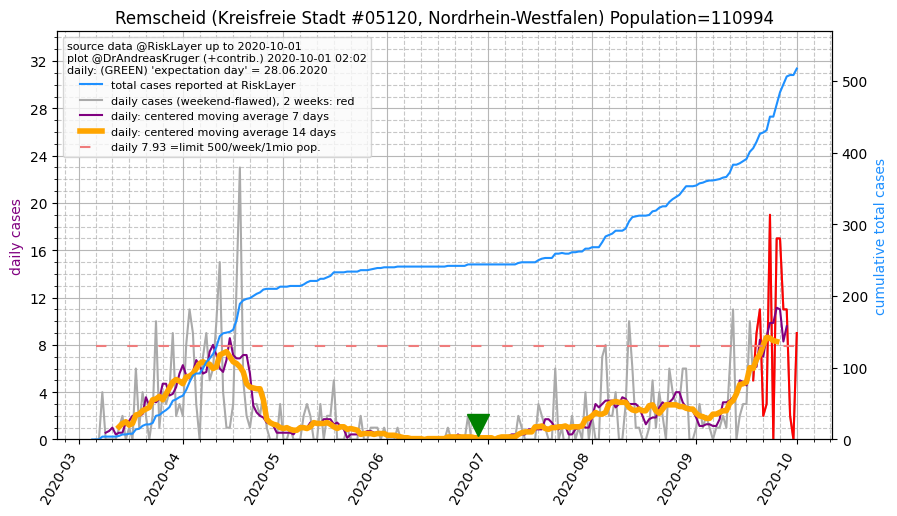 Remscheid (Kreisfreie Stadt #05120, Nordrhein-Westfalen) Population=110994
source data @RiskLayer up to 2020-10-01
plot @DrAndreasKruger (+contrib.) 2020-10-01 02:02
daily: (GREEN) 'expectation day' = 28.06.2020
total cases reported at RiskLayer
daily cases (weekend-flawed), 2 weeks: red
daily: centered moving average 7 days
daily: centered moving average 14 days
daily 7.93 =limit 500/week/1mio pop.
daily cases
32
28
24
20
16
12
8
4
0
cumulative total cases
500
400
300
200
100
0
2020-03
2020-04
2020-05
2020-06
2020-07
2020-08
2020-09
2020-10